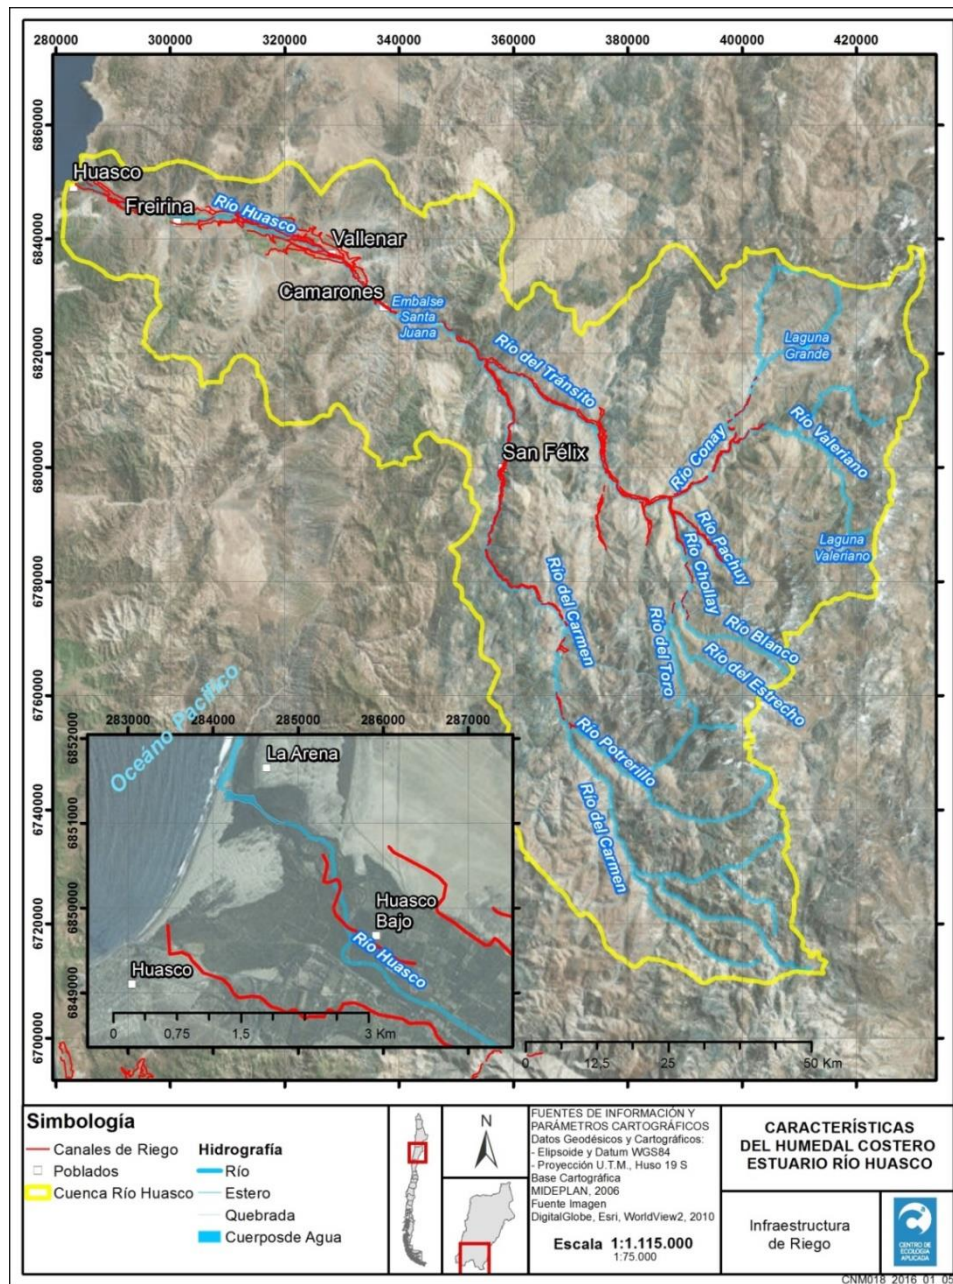 280000 300000 320000 340000 360000 380000 400000 420000
6860000
6840000
6820000
6800000
6780000
6760000
6740000
6720000
6700000
Huasco
Freirina
Río Huasco
Vallenar
Camarones
Embalse
Santa
Juana
Río del Tránsito
Laguna
Grande
San Félix
Río Conay
Río Valeriano
Río Pachuy
Laguna
Valeriano
Río Chollay
Río del Carmen
Río del Toro
Río Blanco
Río del Estrecho
Río Potrerillo
Río del Carmen
Océano Pacífico
283000 284000 285000 286000 287000
6852000
6851000
6850000
6849000
La Arena
Huasco
Bajo
Río Huasco
Huasco
0 0,75 1,5 3 Km
0 12,5 25 50 Km
Simbología
Canales de Riego
Poblados
Cuenca Río Huasco
Hidrografía
Río
Estero
Quebrada
Cuerposde Agua
N
FUENTES DE INFORMACIÓN Y
PARÁMETROS CARTOGRÁFICOS
Datos Geodésicos y Cartográficos:
- Elipsoide y Datum WGS84
- Proyección U.T.M., Huso 19 S
Base Cartográfica
MIDEPLAN, 2006
Fuente Imagen
DigitalGlobe, Esri, WorldView2, 2010
Escala 1:1.115.000
1:75.000
CARACTERÍSTICAS
DEL HUMEDAL COSTERO
ESTUARIO RÍO HUASCO
Infraestructura
de Riego
CENTRO DE
ECOLOGÍA
APLICADA
CNM018_2016_01_05